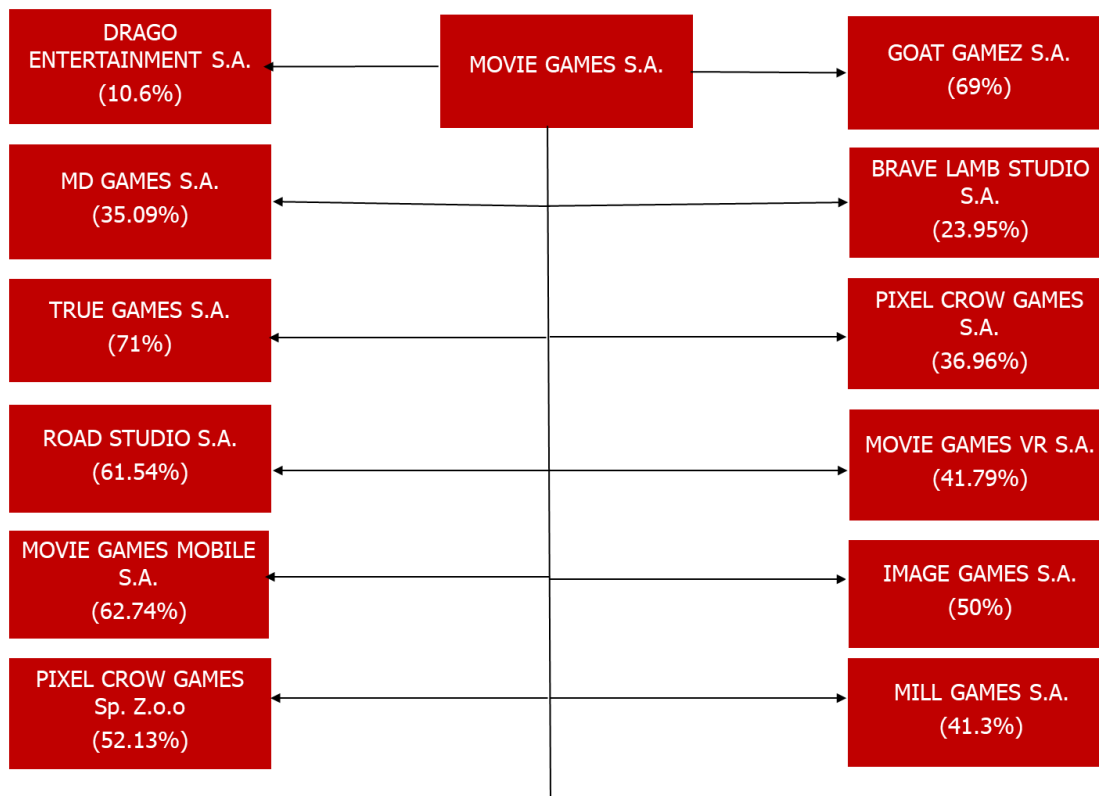 DRAGO
ENTERTAINMENT S.A.
(10.6%)
MOVIE GAMES S.A.
GOAT GAMEZ S.A.
(69%)
MD GAMES S.A.
(35.09%)
BRAVE LAMB STUDIO
S.A.
(23.95%)
TRUE GAMES S.A.
(71%)
PIXEL CROW GAMES
S.A.
(36.96%)
ROAD STUDIO S.A.
(61.54%)
MOVIE GAMES VR S.A.
(41.79%)
MOVIE GAMES MOBILE
S.A.
(62.74%)
IMAGE GAMES S.A.
(50%)
PIXEL CROW GAMES
Sp. Z.o.o
(52.13%)
MILL GAMES S.A.
(41.3%)